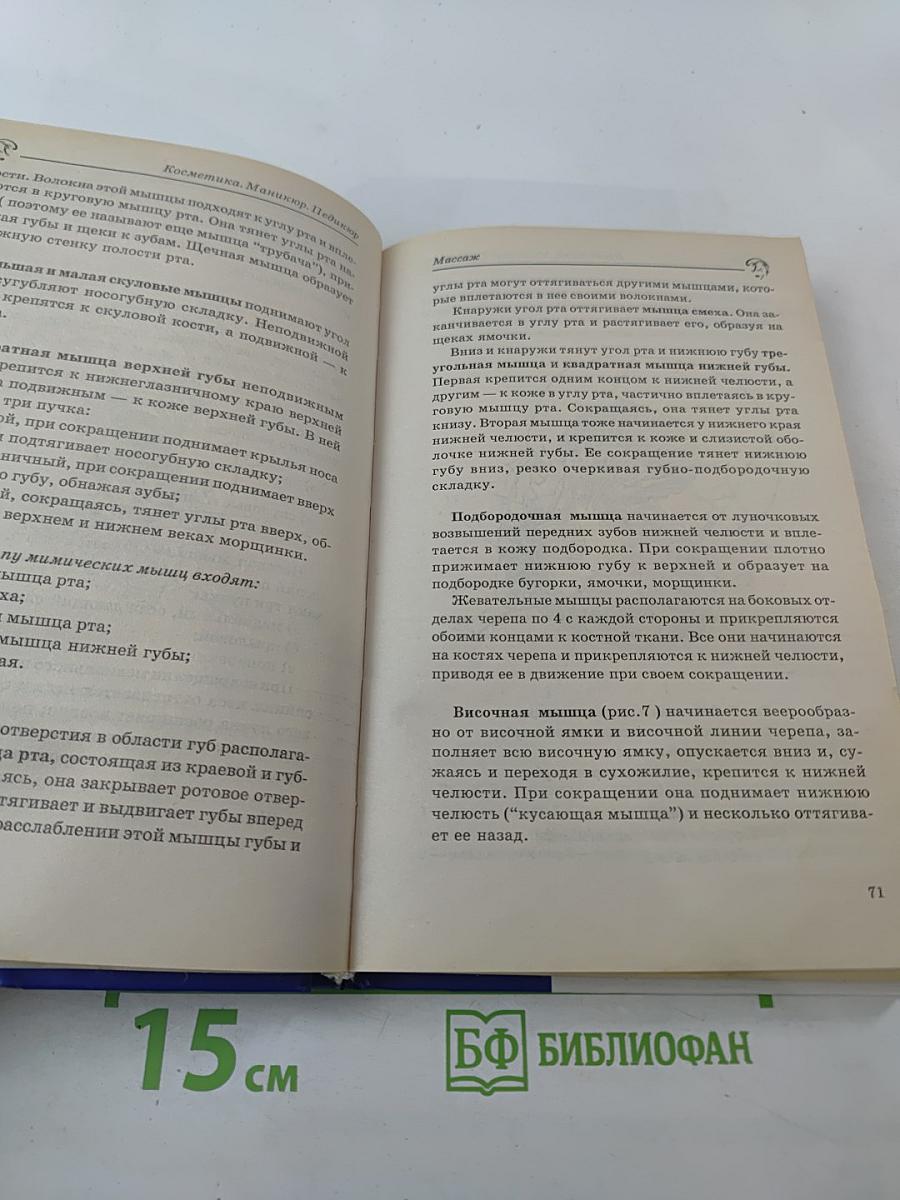 Косметика. Маникюр. Педикюр
ости. Волокна этой мышцы подходят к углу рта и впле-
ются в круговую мышцу рта. Она тянет углы рта на-
( поэтому ее называют еще мышца "трубача"), при-
ая губы и щеки к зубам. Щечная мышца образует
жную стенку полости рта.
льшая и малая скуловые мышцы поднимают угол
сугубляют носогубную складку. Неподвижной
крепятся к скуловой кости, а подвижной — к
ратная мышца верхней губы неподвижным
репится к нижнеглазничному краю верхней
а подвижным — к коже верхней губы. В ней
три пучка:
ой, при сокращении поднимает крылья носа
и подтягивает носогубную складку;
зничный, при сокращении поднимает вверх
ю губу, обнажая зубы;
ой, сокращаясь, тянет углы рта вверх, об-
верхнем и нижнем веках морщинки.
пу мимических мышц входят:
мышца рта;
ха;
я мышца рта;
мышца нижней губы;
ая.
отверстия в области губ располага-
ца рта, состоящая из краевой и губ-
аясь, она закрывает ротовое отвер-
тягивает и выдвигает губы вперед
расслаблении этой мышцы губы и
Массаж
углы рта могут оттягиваться другими мышцами, кото-
рые вплетаются в нее своими волокнами.
Кнаружи угол рта оттягивает мышца смеха. Она за-
канчивается в углу рта и растягивает его, образуя на
щеках ямочки.
Вниз и кнаружи тянут угол рта и нижнюю губу тре-
угольная мышца и квадратная мышца нижней губы.
Первая крепится одним концом к нижней челюсти, а
другим — к коже в углу рта, частично вплетаясь в кру-
говую мышцу рта. Сокращаясь, она тянет углы рта
книзу. Вторая мышца тоже начинается у нижнего края
нижней челюсти, и крепится к коже и слизистой обо-
лочке нижней губы. Ее сокращение тянет нижнюю
губу вниз, резко очеркивая губно-подбородочную
складку.
Подбородочная мышца начинается от луночковых
возвышений передних зубов нижней челюсти и впле-
тается в кожу подбородка. При сокращении плотно
прижимает нижнюю губу к верхней и образует на
подбородке бугорки, ямочки, морщинки.
Жевательные мышцы располагаются на боковых от-
делах черепа по 4 с каждой стороны и прикрепляются
обоими концами к костной ткани. Все они начинаются
на костях черепа и прикрепляются к нижней челюсти,
приводя ее в движение при своем сокращении.
Височная мышца (рис.7 ) начинается веерообраз-
но от височной ямки и височной линии черепа, за-
полняет всю височную ямку, опускается вниз и, су-
жаясь и переходя в сухожилие, крепится к нижней
челюсти. При сокращении она поднимает нижнюю
челюсть ("кусающая мышца") и несколько оттягива-
ет ее назад.
71
15 см
БФ БИБЛИОФАН